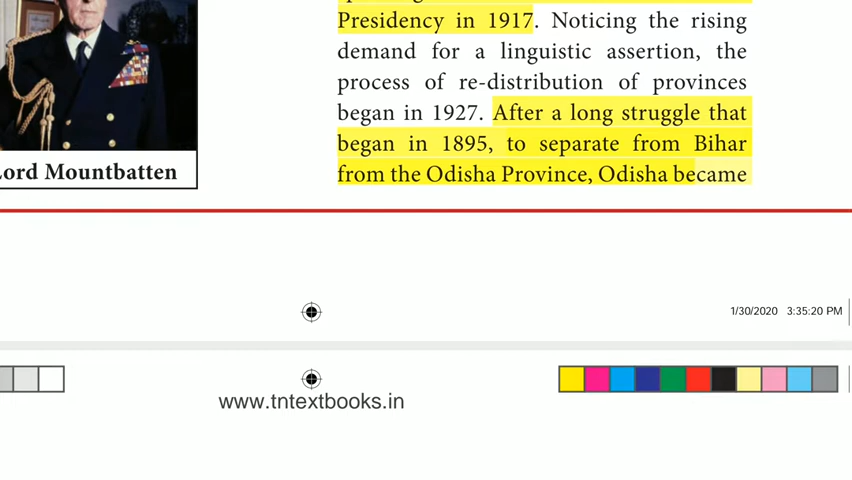 Presidency in 1917. Noticing the rising
demand for a linguistic assertion, the
process of re-distribution of provinces
began in 1927. After a long struggle that
began in 1895, to separate from Bihar
from the Odisha Province, Odisha became
Lord Mountbatten
1/30/2020 3:35:20 PM
www.tntextbooks.in